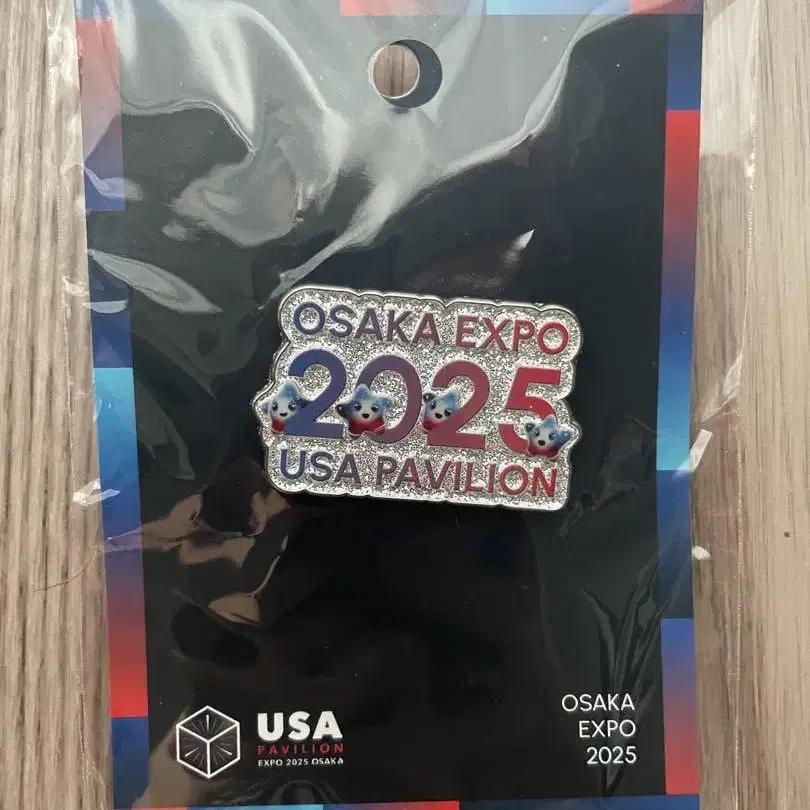 OSAKA EXPO
2025
USA PAVILION
USA
PAVILION
EXPO 2025 OSAKA
OSAKA
EXPO
2025